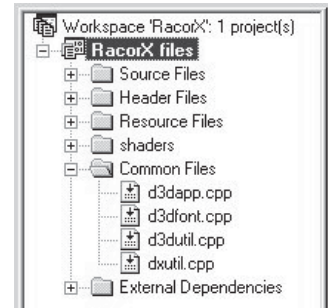 Workspace 'RacorX': 1 project(s)
RacorX files
Source Files
Header Files
Resource Files
shaders
Common Files
d3dapp.cpp
d3dfont.cpp
d3dutil.cpp
dxutil.cpp
External Dependencies